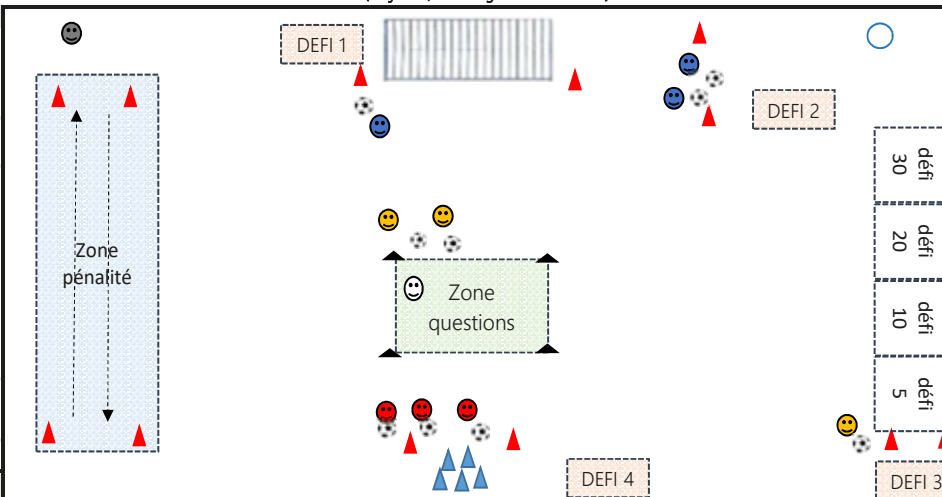 DEFI 1
DEFI 2
30
défi
20
défi
10
défi
5
défi
Zone
pénalité
Zone
questions
DEFI 4
DEFI 3